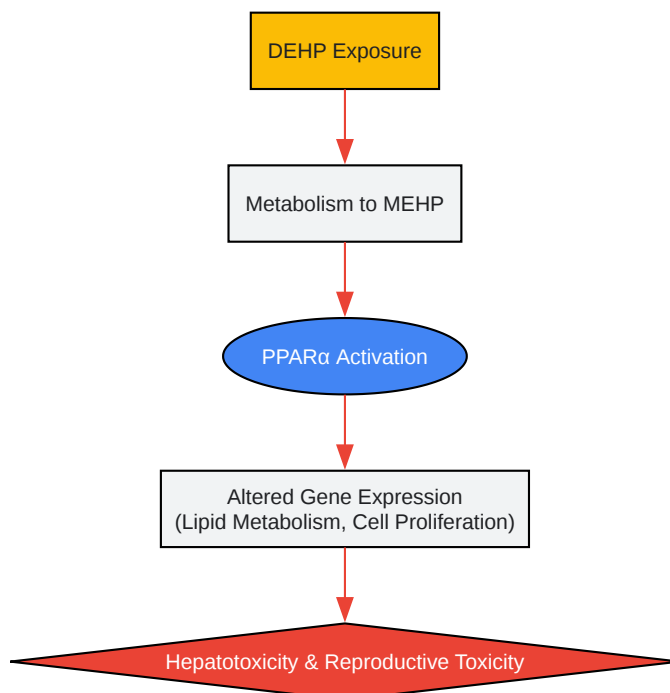 DEHP Exposure
Metabolism to MEHP
PPARα Activation
Altered Gene Expression
(Lipid Metabolism, Cell Proliferation)
Hepatotoxicity & Reproductive Toxicity